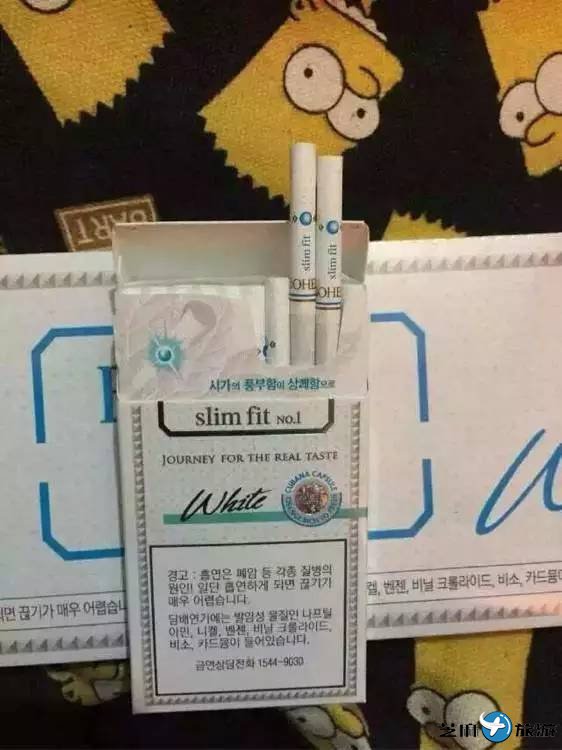 BART
slim fit
slim fit
OHE
OHE
시가의 풍부함이 상쾌함으로
slim fit NO.1
JOURNEY FOR THE REAL TASTE
White
CUBANA CAPSULE
경고 : 흡연은 폐암 등 각종 질병의
원인! 일단 흡연하게 되면 끊기가
매우 어렵습니다.
담배연기에는 발암성 물질인 나프틸
아민, 니켈, 벤젠, 비닐 크롤라이드,
비소, 카드뮴이 들어있습니다.
금연상담전화 1544-9030
되면 끊기가 매우 어렵습니
켈, 벤젠, 비닐 크롤라이드, 비소, 카드뮴이
芝麻旅游